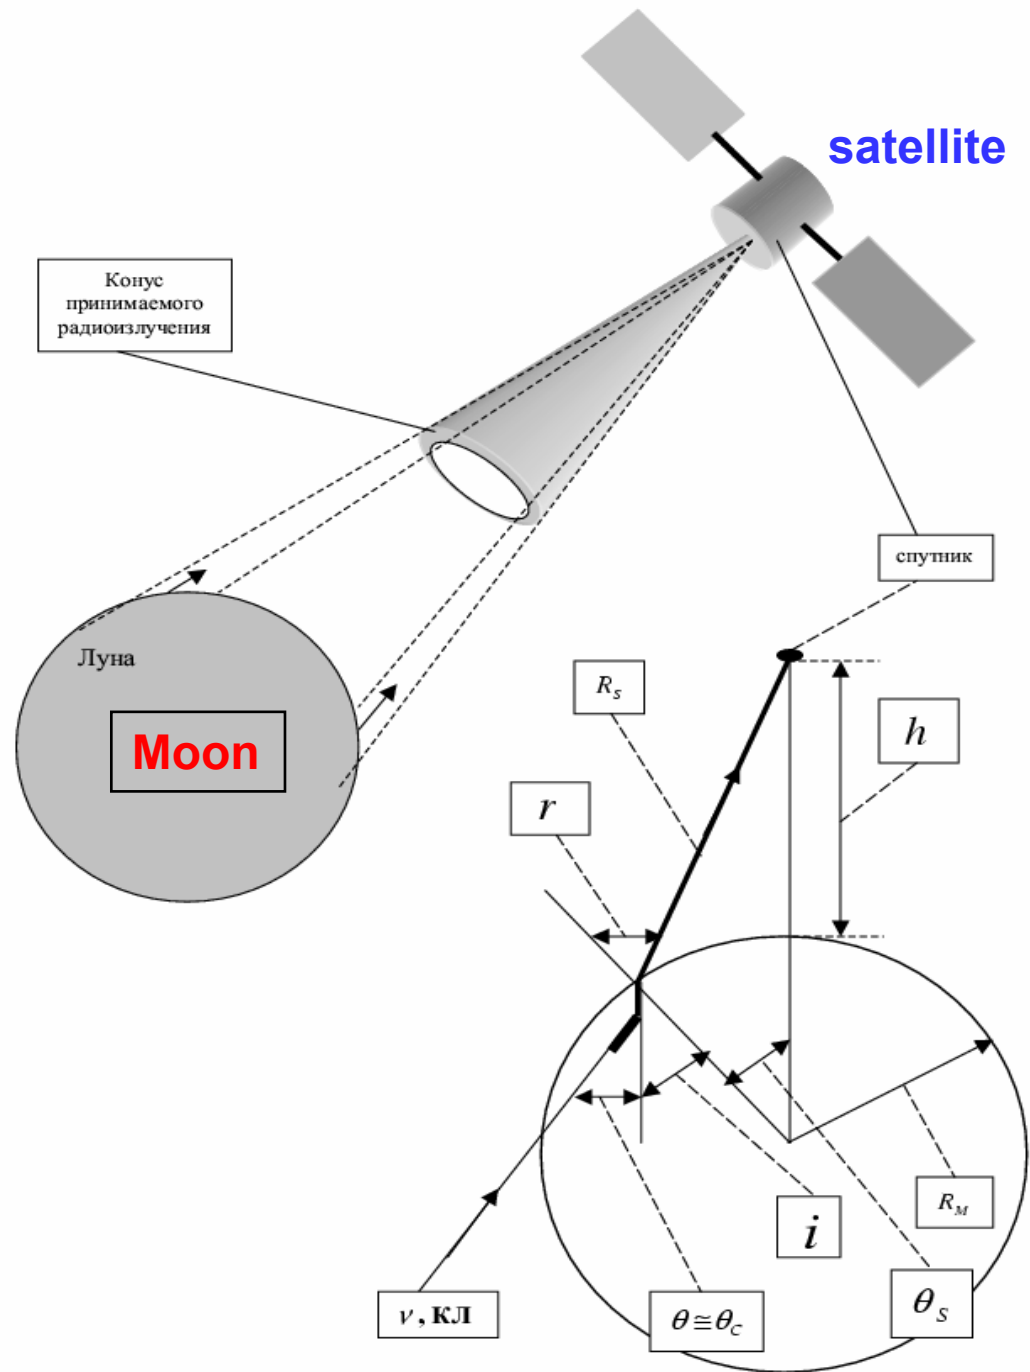 satellite
Конус
принимаемого
радиоизлучения
спутник
Луна
Moon
R_S
h
r
i
R_M
ν, КЛ
θ ≅ θ_C
θ_S